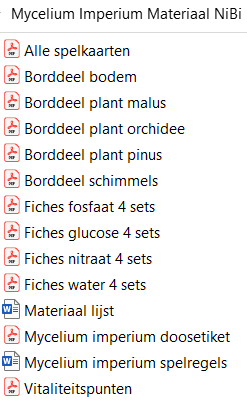 Mycelium Imperium Materiaal NiBi
Alle spelkaarten
Borddeel bodem
Borddeel plant malus
Borddeel plant orchidee
Borddeel plant pinus
Borddeel schimmels
Fiches fosfaat 4 sets
Fiches glucose 4 sets
Fiches nitraat 4 sets
Fiches water 4 sets
Materiaal lijst
Mycelium imperium doosetiket
Mycelium imperium spelregels
Vitaliteitspunten